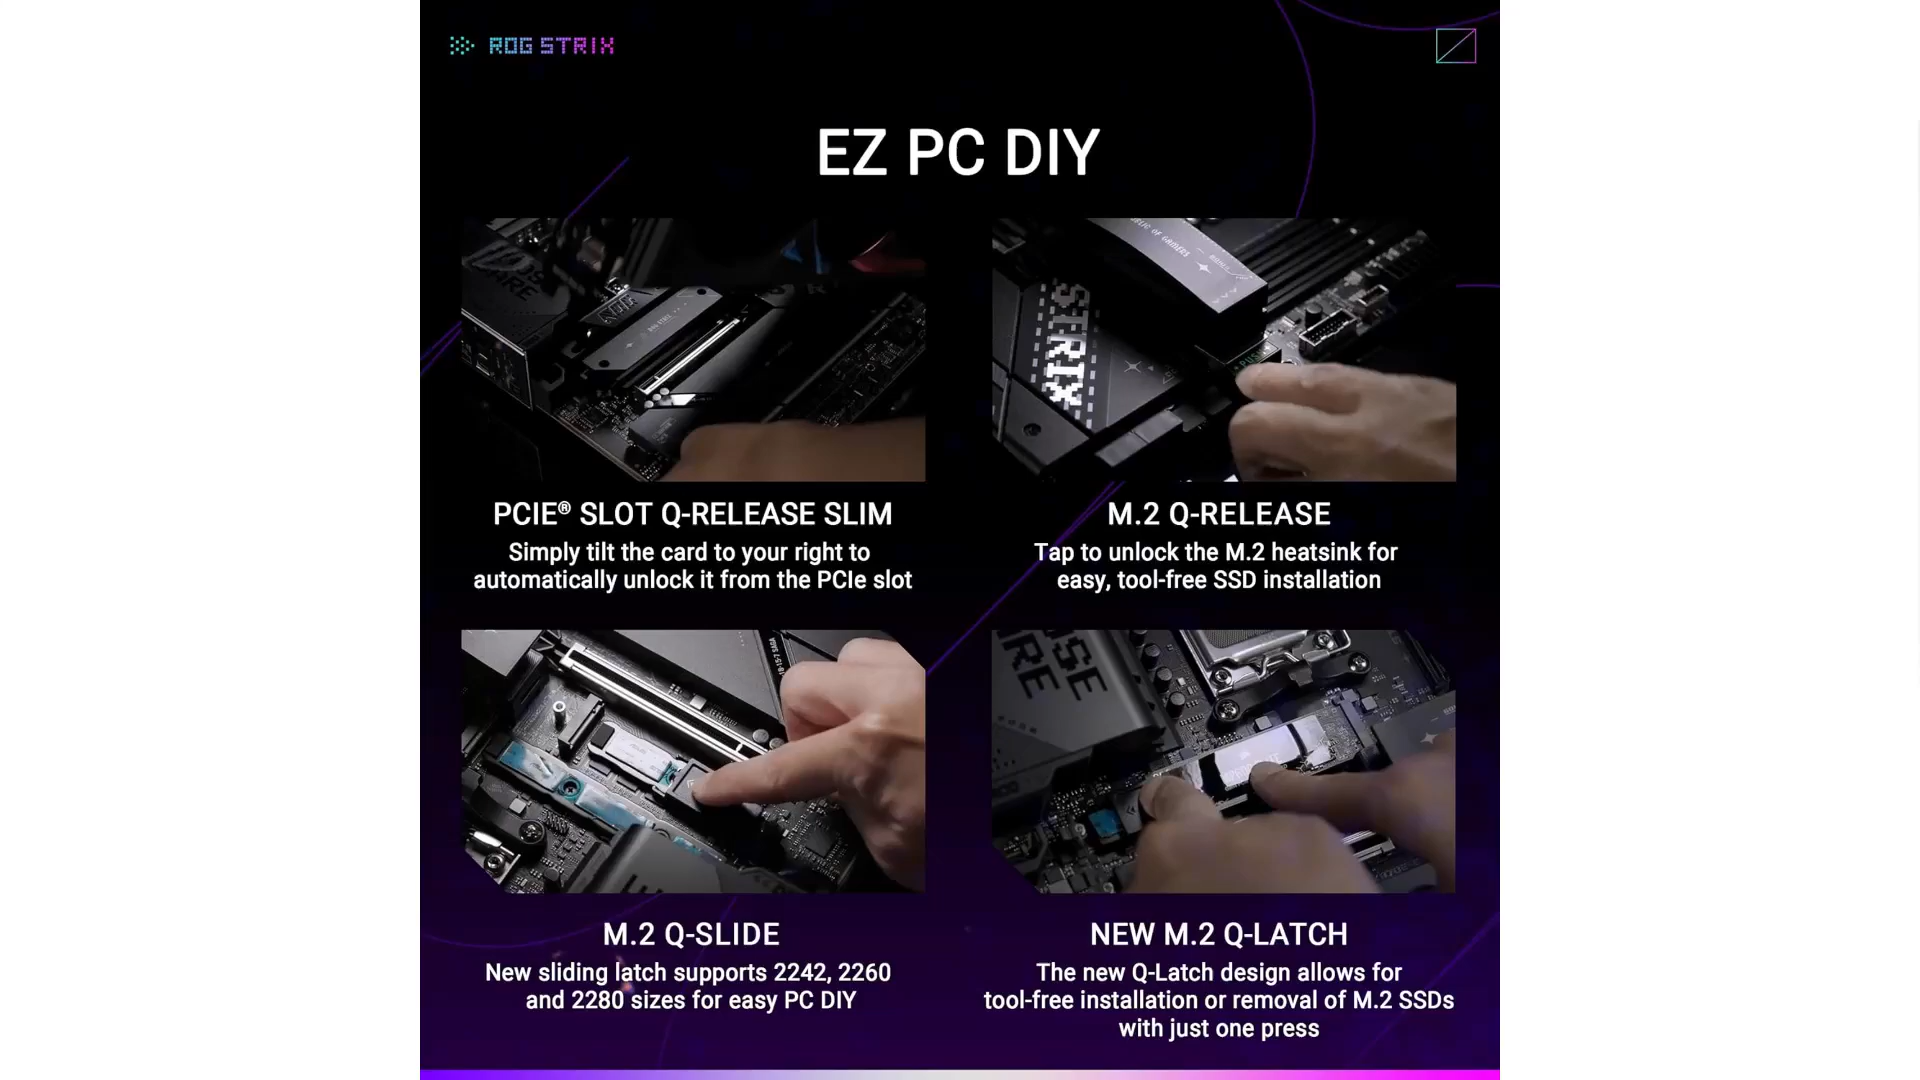 ROG STRIX
EZ PC DIY
STRIX
PCIE® SLOT Q-RELEASE SLIM
Simply tilt the card to your right to
automatically unlock it from the PCIe slot
M.2 Q-RELEASE
Tap to unlock the M.2 heatsink for
easy, tool-free SSD installation
M.2 Q-SLIDE
New sliding latch supports 2242, 2260
and 2280 sizes for easy PC DIY
NEW M.2 Q-LATCH
The new Q-Latch design allows for
tool-free installation or removal of M.2 SSDs
with just one press